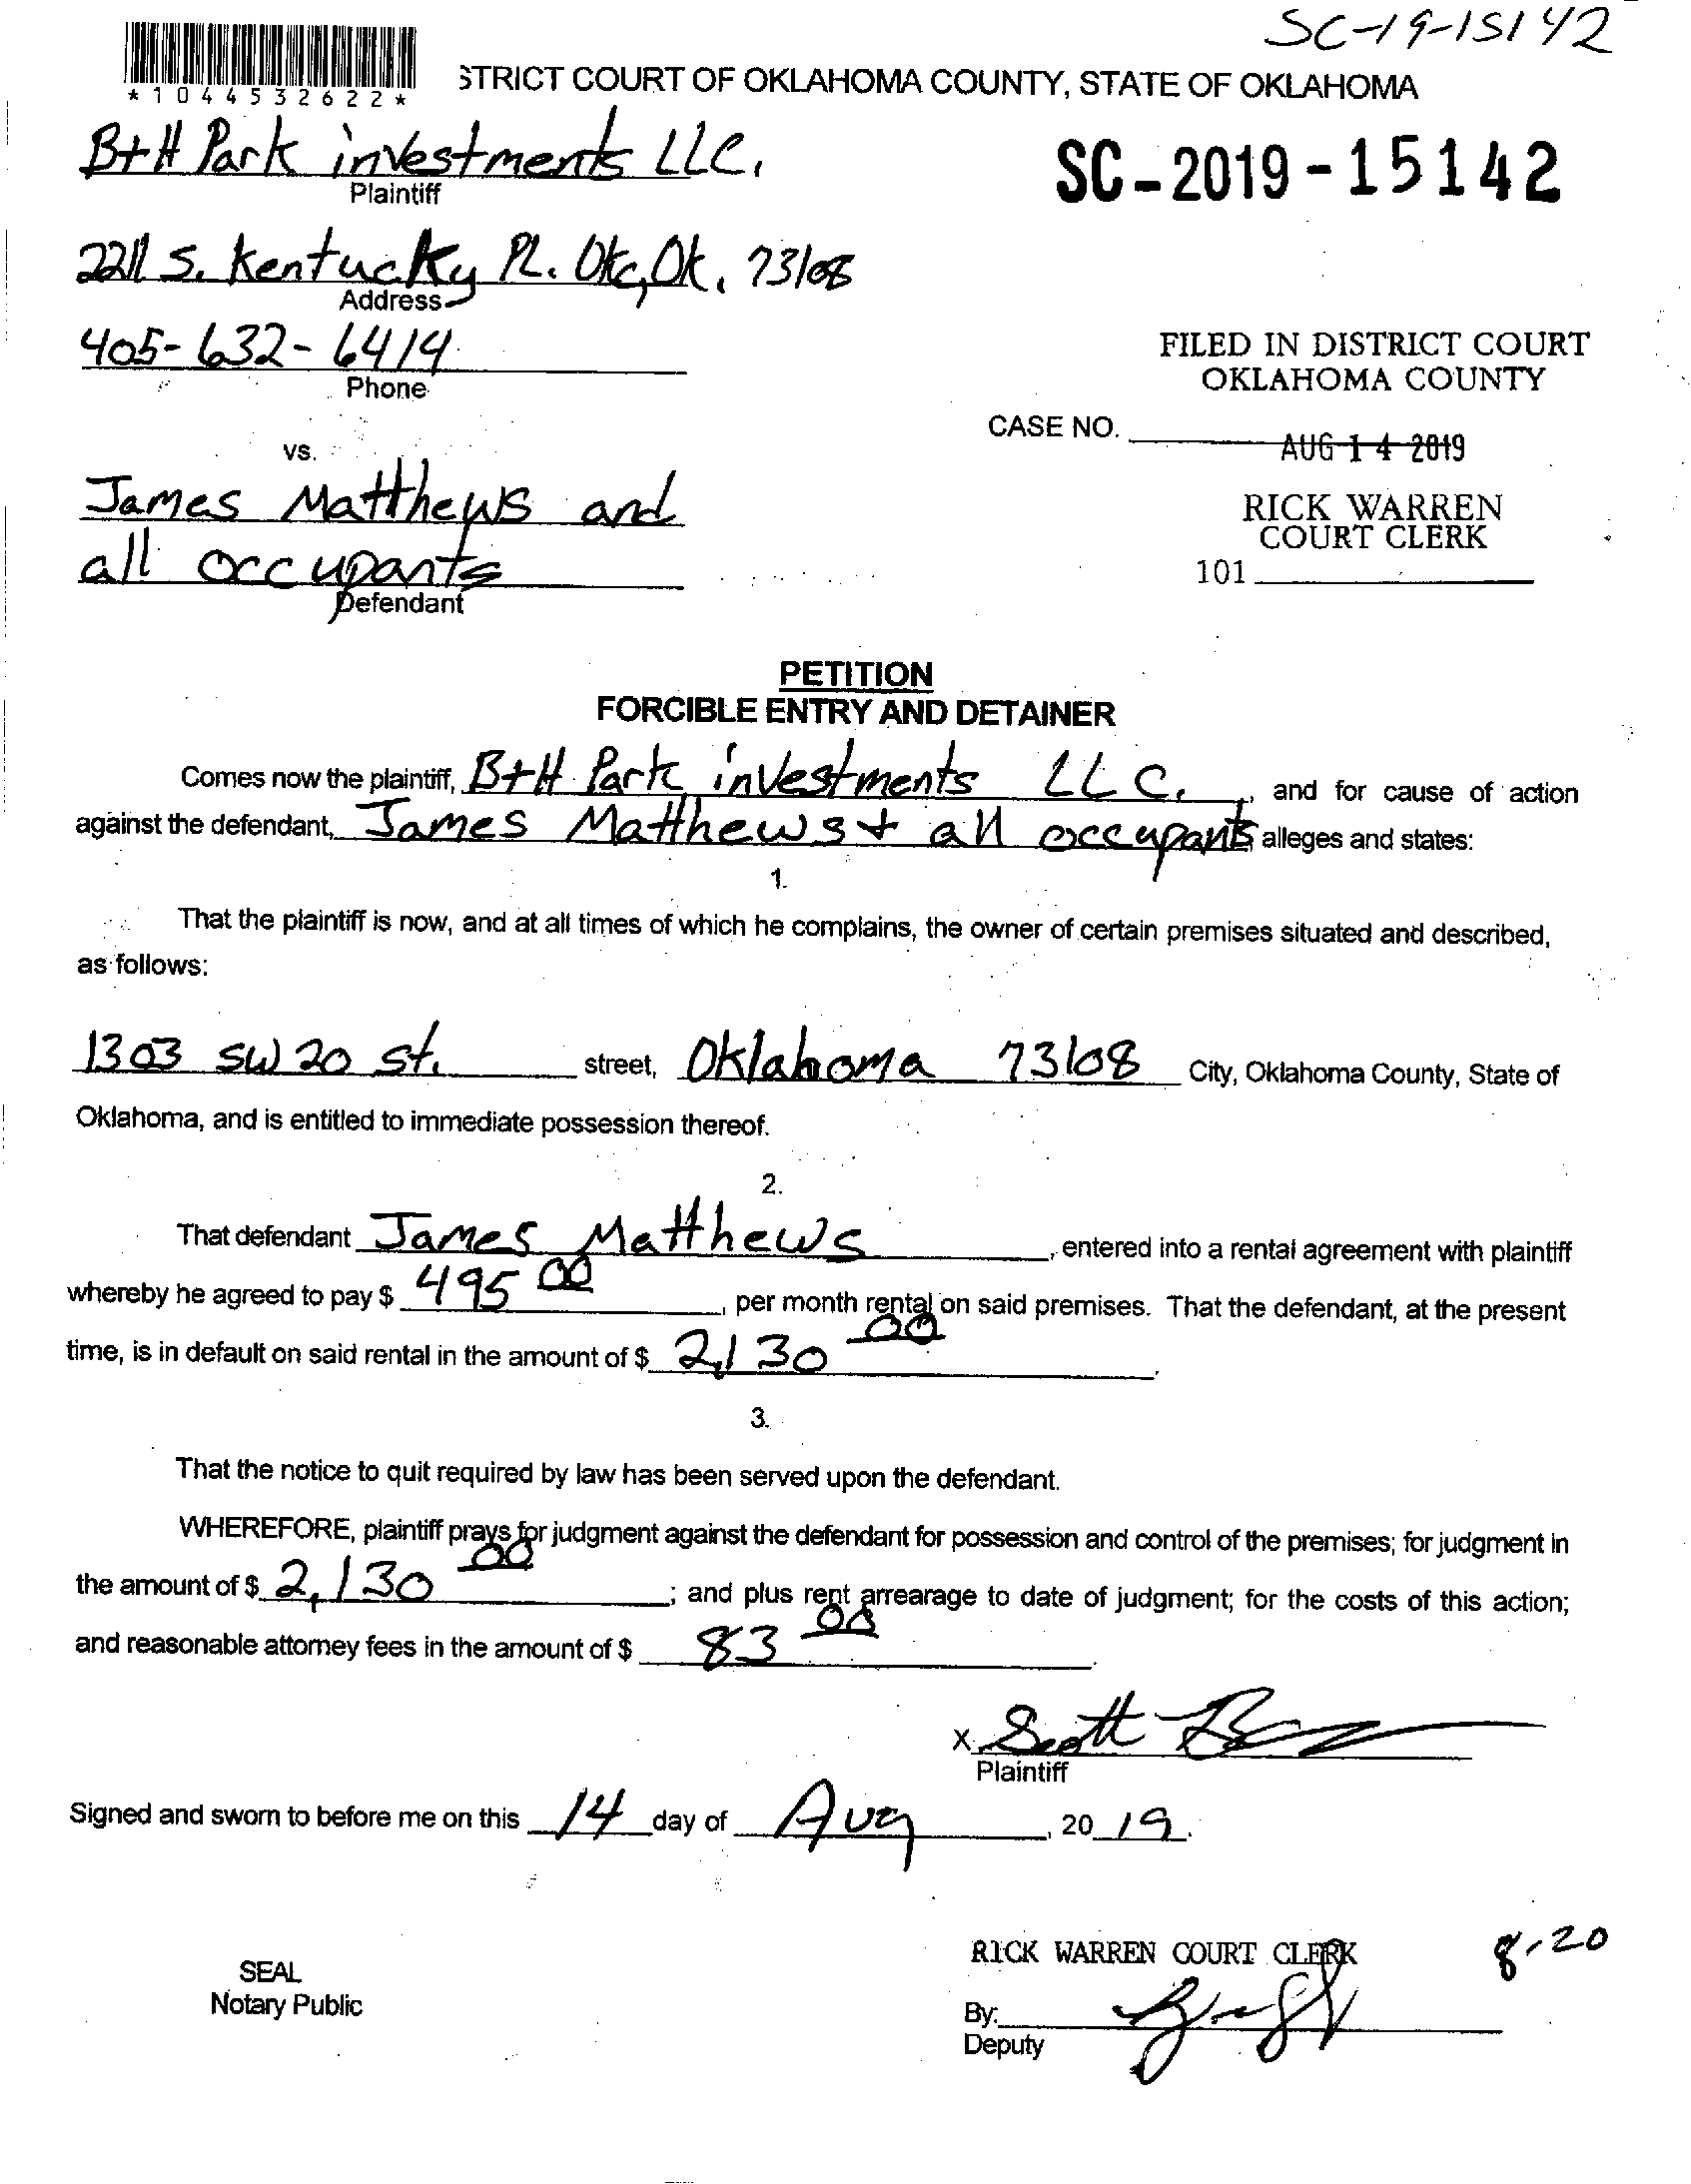 SC-19-15142
*1044532622*
STRICT COURT OF OKLAHOMA COUNTY, STATE OF OKLAHOMA
B+H Park investments LLC.
Plaintiff
SC-2019-15142
2211 S. Kentucky Pl. Okc, Ok. 73108
Address
405-632-6414
Phone
FILED IN DISTRICT COURT
OKLAHOMA COUNTY
CASE NO.
AUG 14 2019
vs.
James Matthews and
RICK WARREN
COURT CLERK
all occupants
101
Defendant
PETITION
FORCIBLE ENTRY AND DETAINER
Comes now the plaintiff, B+H Park investments LLC., and for cause of action
against the defendant, James Matthews + all occupants alleges and states:
1.
That the plaintiff is now, and at all times of which he complains, the owner of certain premises situated and described,
as follows:
1303 SW 20 St. street, Oklahoma 73108 City, Oklahoma County, State of
Oklahoma, and is entitled to immediate possession thereof.
2.
That defendant James Matthews, entered into a rental agreement with plaintiff
whereby he agreed to pay $ 495 00, per month rental on said premises. That the defendant, at the present
time, is in default on said rental in the amount of $ 2,130 00.
3.
That the notice to quit required by law has been served upon the defendant.
WHEREFORE, plaintiff prays for judgment against the defendant for possession and control of the premises; for judgment in
the amount of $ 2,130 00; and plus rent arrearage to date of judgment; for the costs of this action;
and reasonable attorney fees in the amount of $ 83 00.
X Scott
Plaintiff
Signed and sworn to before me on this 14 day of Aug, 20 19.
RICK WARREN COURT CLERK
8-20
SEAL
Notary Public
By:
Deputy